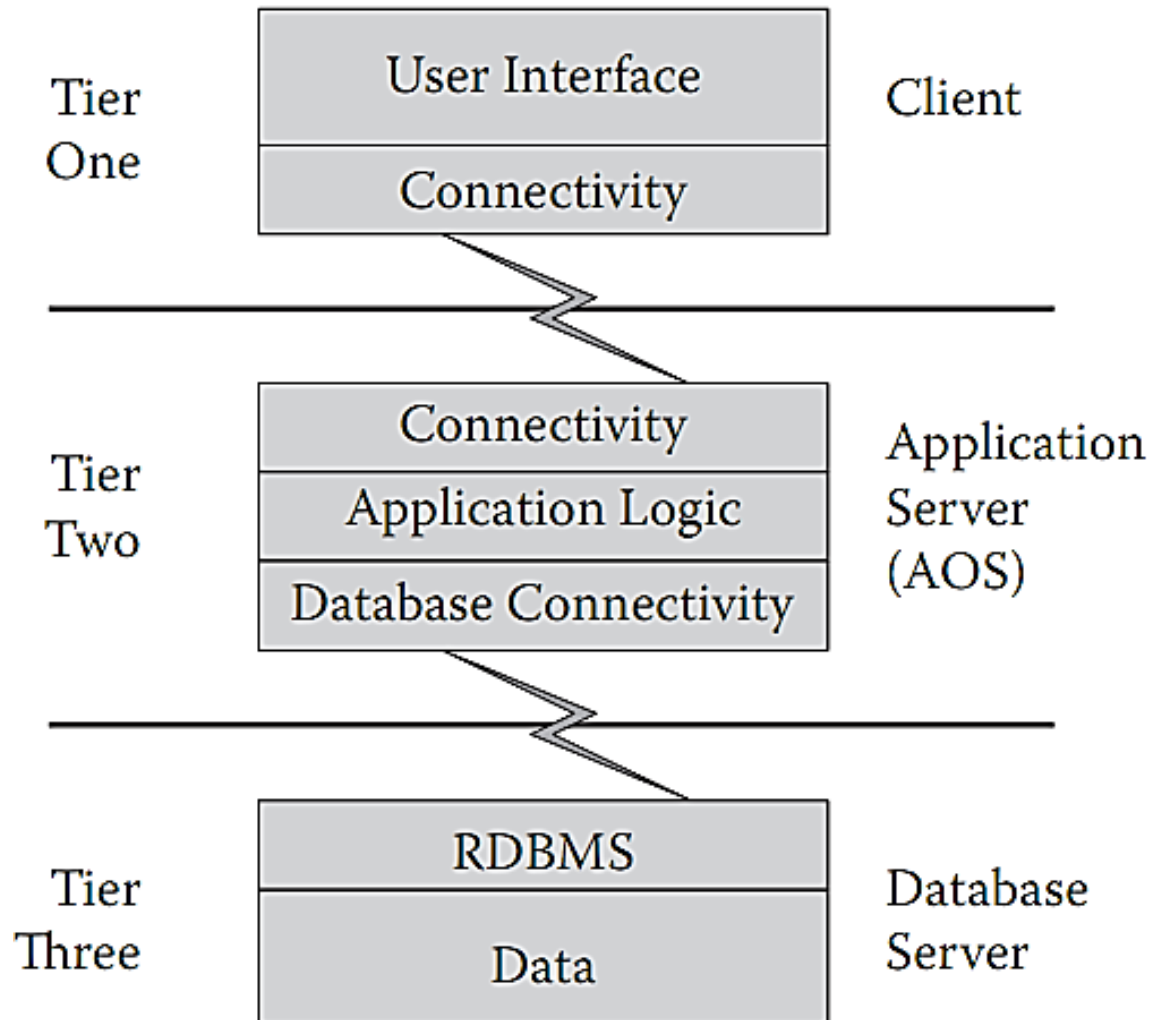 Tier
One
User Interface
Connectivity
Client
Tier
Two
Connectivity
Application Logic
Database Connectivity
Application
Server
(AOS)
Tier
Three
RDBMS
Data
Database
Server